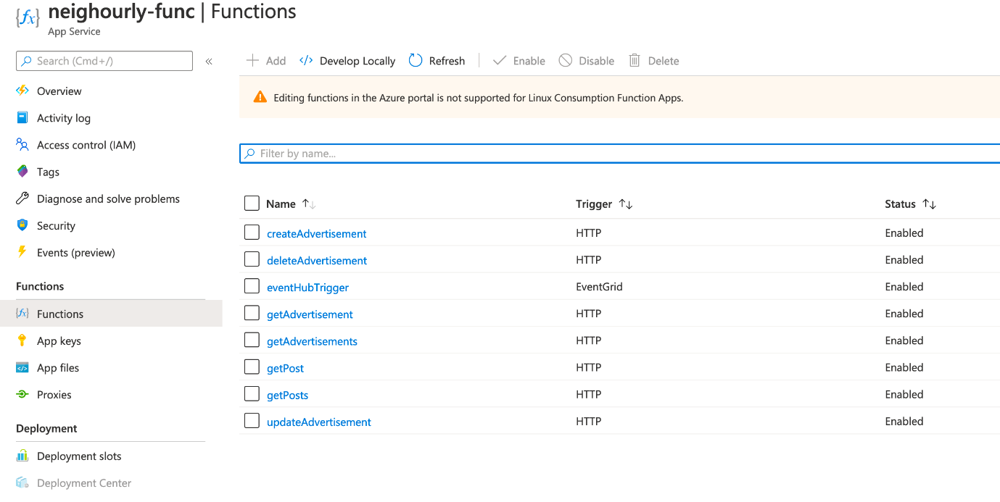 {fx} neighourly-func | Functions
App Service
Search (Cmd+/) «
Overview
Activity log
Access control (IAM)
Tags
Diagnose and solve problems
Security
Events (preview)
Functions
Functions
App keys
App files
Proxies
Deployment
Deployment slots
Deployment Center
Add </> Develop Locally Refresh Enable Disable Delete
Editing functions in the Azure portal is not supported for Linux Consumption Function Apps.
Filter by name...
Name ↑↓ Trigger ↑↓ Status ↑↓
createAdvertisement HTTP Enabled
deleteAdvertisement HTTP Enabled
eventHubTrigger EventGrid Enabled
getAdvertisement HTTP Enabled
getAdvertisements HTTP Enabled
getPost HTTP Enabled
getPosts HTTP Enabled
updateAdvertisement HTTP Enabled